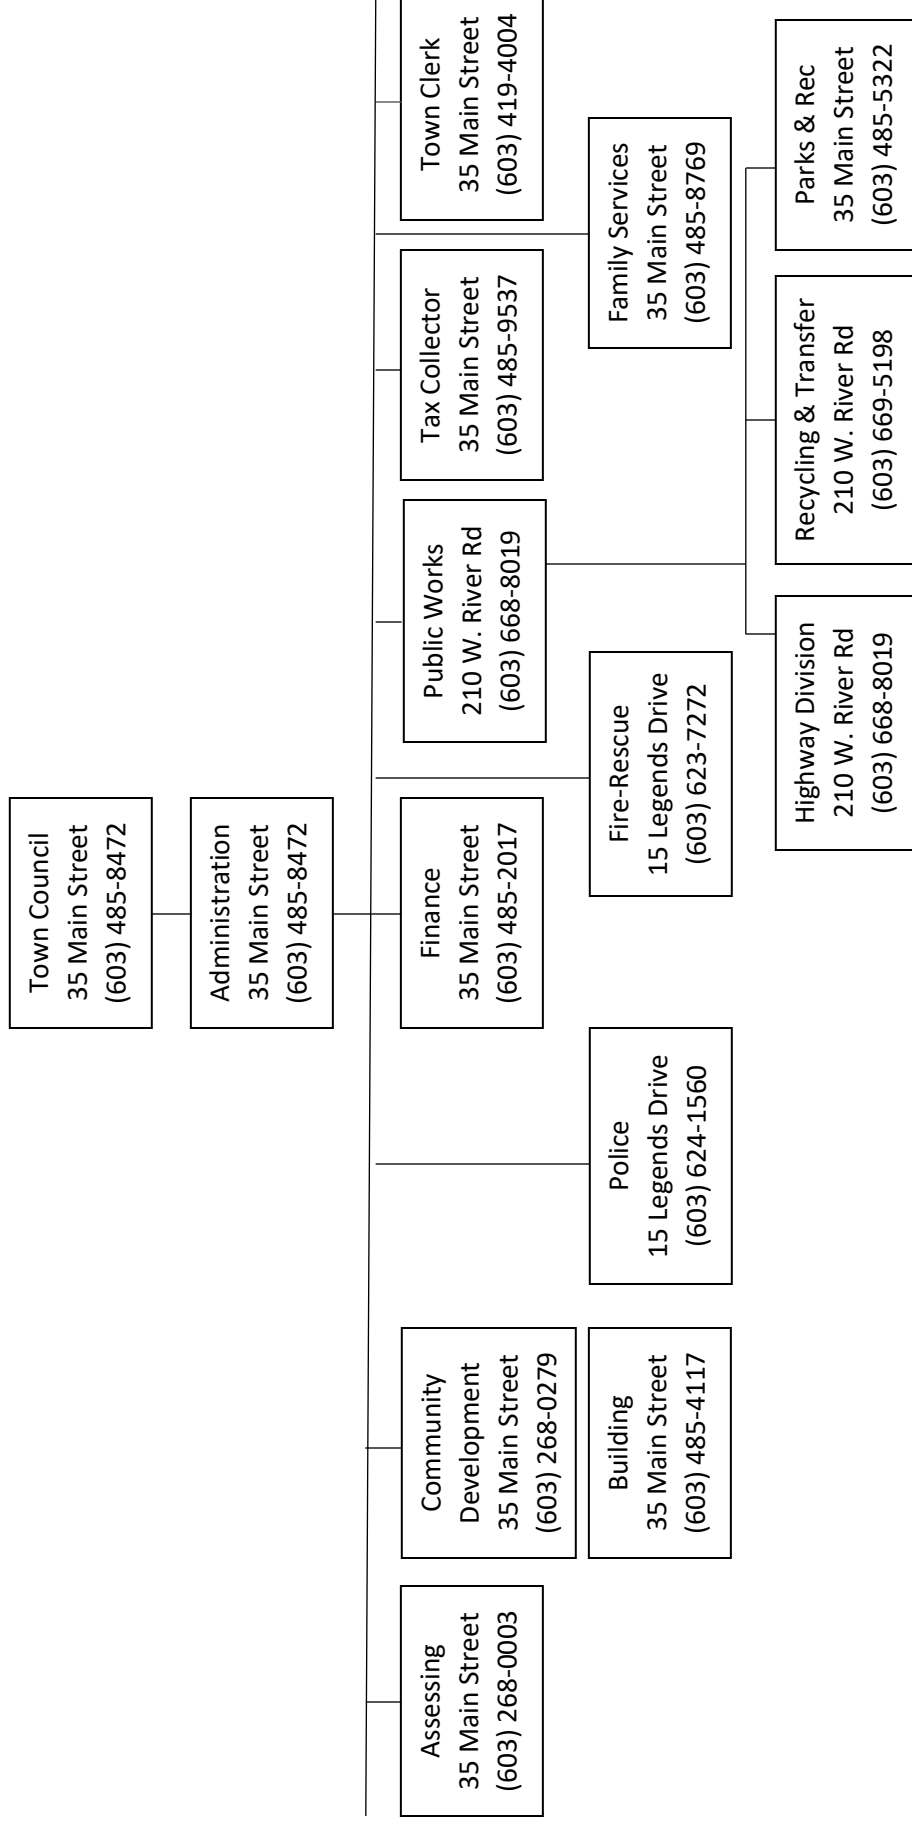 Town Council
35 Main Street
(603) 485-8472
Administration
35 Main Street
(603) 485-8472
Assessing
35 Main Street
(603) 268-0003
Community
Development
35 Main Street
(603) 268-0279
Finance
35 Main Street
(603) 485-2017
Public Works
210 W. River Rd
(603) 668-8019
Tax Collector
35 Main Street
(603) 485-9537
Town Clerk
35 Main Street
(603) 419-4004
Building
35 Main Street
(603) 485-4117
Police
15 Legends Drive
(603) 624-1560
Fire-Rescue
15 Legends Drive
(603) 623-7272
Family Services
35 Main Street
(603) 485-8769
Highway Division
210 W. River Rd
(603) 668-8019
Recycling & Transfer
210 W. River Rd
(603) 669-5198
Parks & Rec
35 Main Street
(603) 485-5322